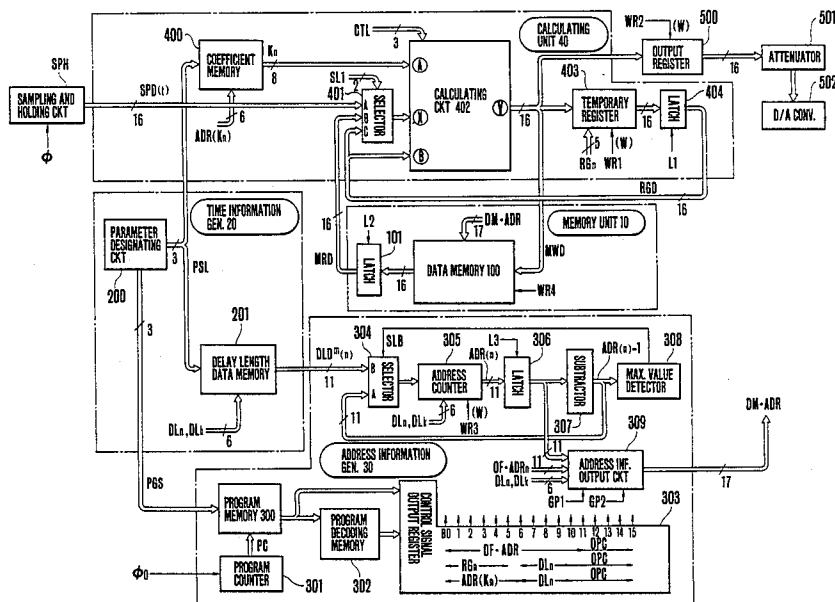 SPH
SAMPLING AND
HOLDING CKT
ϕ
SPD(t)
16
400
COEFFICIENT
MEMORY
Kn
8
6
ADR(Kn)
CTL
3
SL1
401
A
B
C
SELECTOR
CALCULATING
CKT 402
A
X
B
Y
16
CALCULATING
UNIT 40
403
TEMPORARY
REGISTER
5
RGn
(W)
WR1
16
404
LATCH
L1
RGD
16
WR2
(W)
500
OUTPUT
REGISTER
16
501
ATTENUATOR
502
D/A CONV.
TIME INFORMATION
GEN. 20
PARAMETER
DESIGNATING
CKT
200
3
PSL
3
201
DELAY LENGTH
DATA MEMORY
DLn, DLk
6
16
MRD
L2
LATCH
101
16
DM-ADR
17
DATA MEMORY 100
MEMORY UNIT 10
MWD
WR4
DLDm(n)
11
304
B
A
SELECTOR
SLB
305
ADDRESS
COUNTER
11
DLn, DLk
6
(W)
WR3
ADR(n)
11
L3
306
LATCH
SUBTRACTOR
307
ADR(n)-1
308
MAX. VALUE
DETECTOR
ADDRESS INFORMATION
GEN. 30
11
309
ADDRESS INF.
OUTPUT CKT
OF-ADRn
11
DLn, DLk
6
GP1
GP2
17
DM-ADR
PGS
PROGRAM
MEMORY 300
PC
PROGRAM
COUNTER
301
ϕ0
PROGRAM
DECODING
MEMORY
302
CONTROL SIGNAL
OUTPUT REGISTER
303
B0 1 2 3 4 5 6 7 8 9 10 11 12 13 14 15
OF-ADR
OPC
RGn
DLn
OPC
ADR(Kn)
DLn
OPC